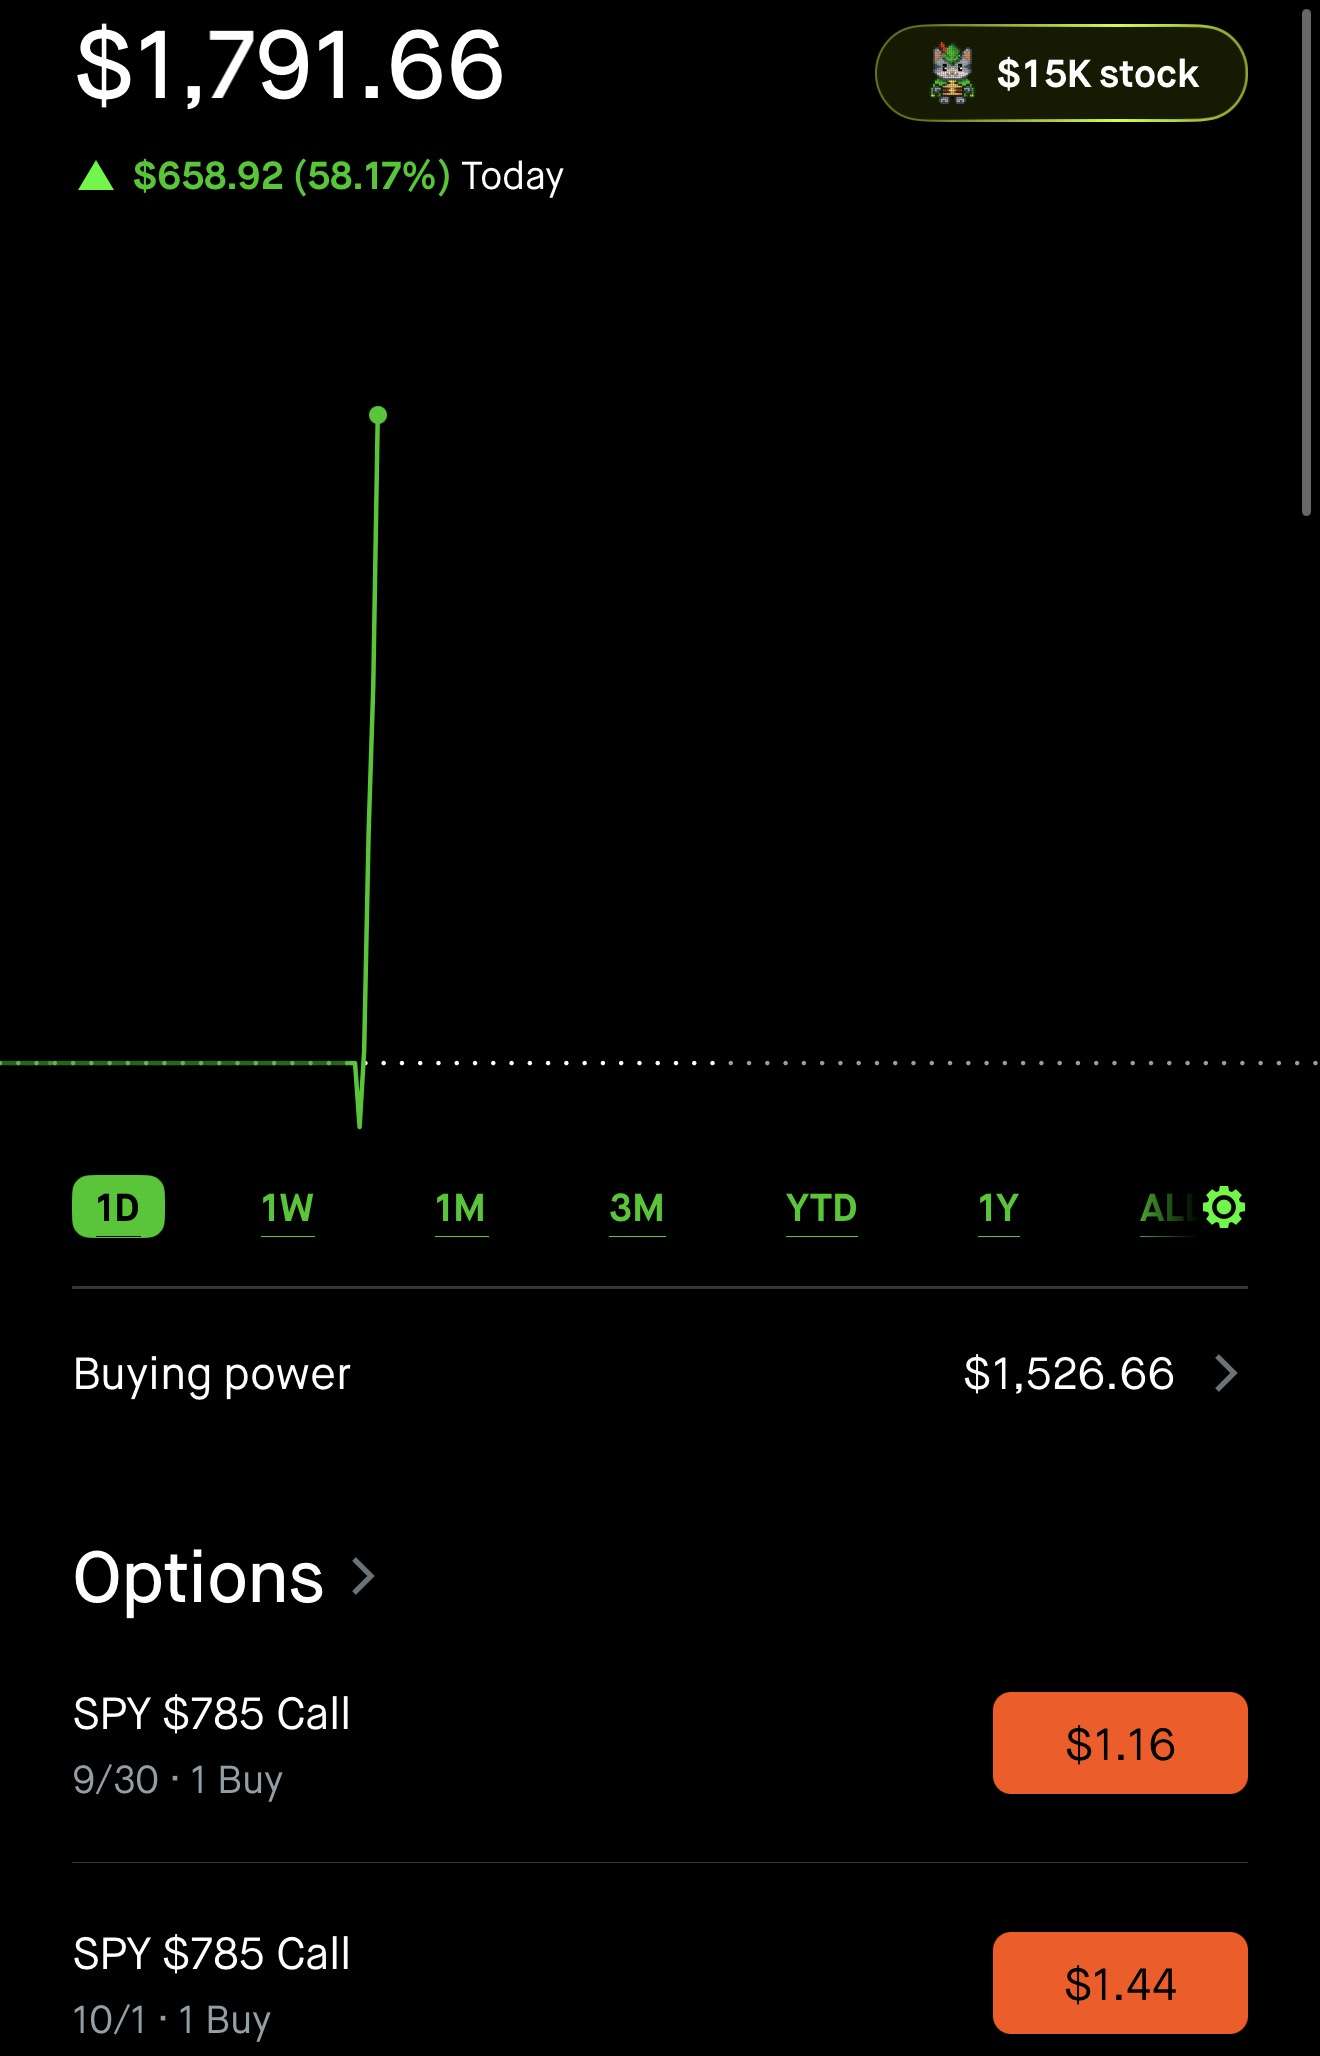 $1,791.66
$15K stock
$658.92 (58.17%) Today
1D 1W 1M 3M YTD 1Y ALL
Buying power $1,526.66
Options
SPY $785 Call
9/30 · 1 Buy
$1.16
SPY $785 Call
10/1 · 1 Buy
$1.44